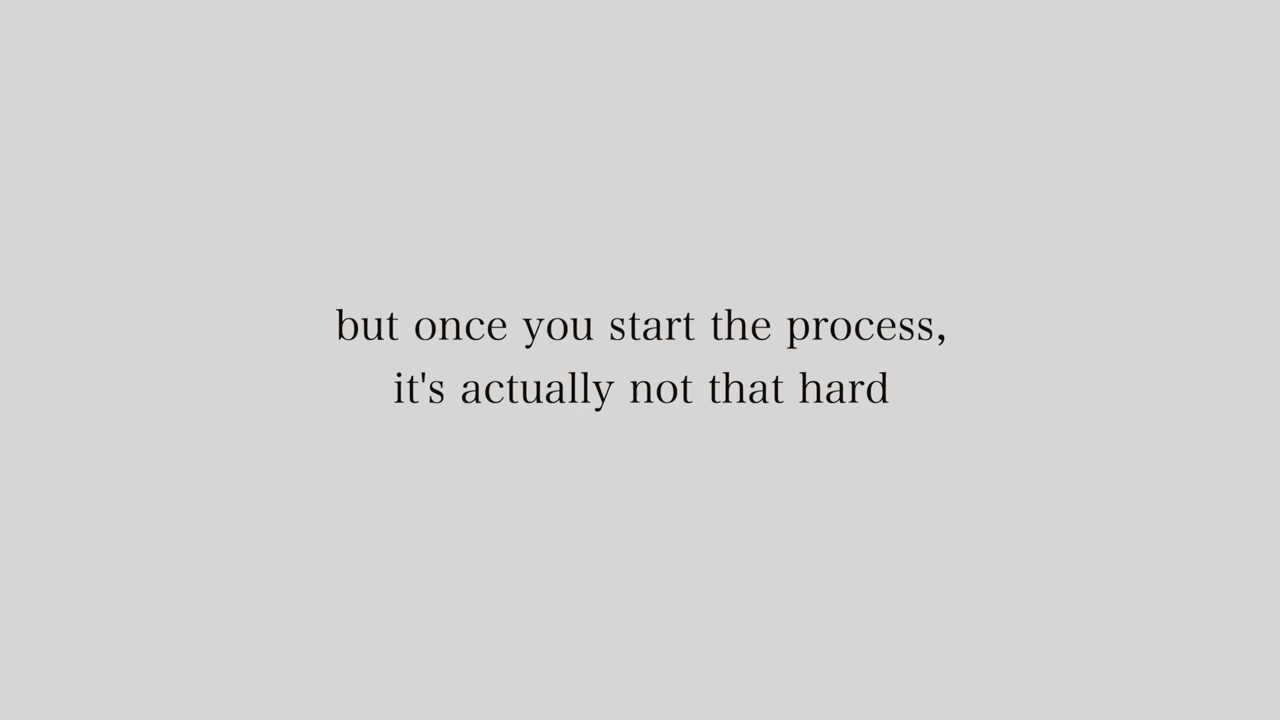 but once you start the process,
it's actually not that hard